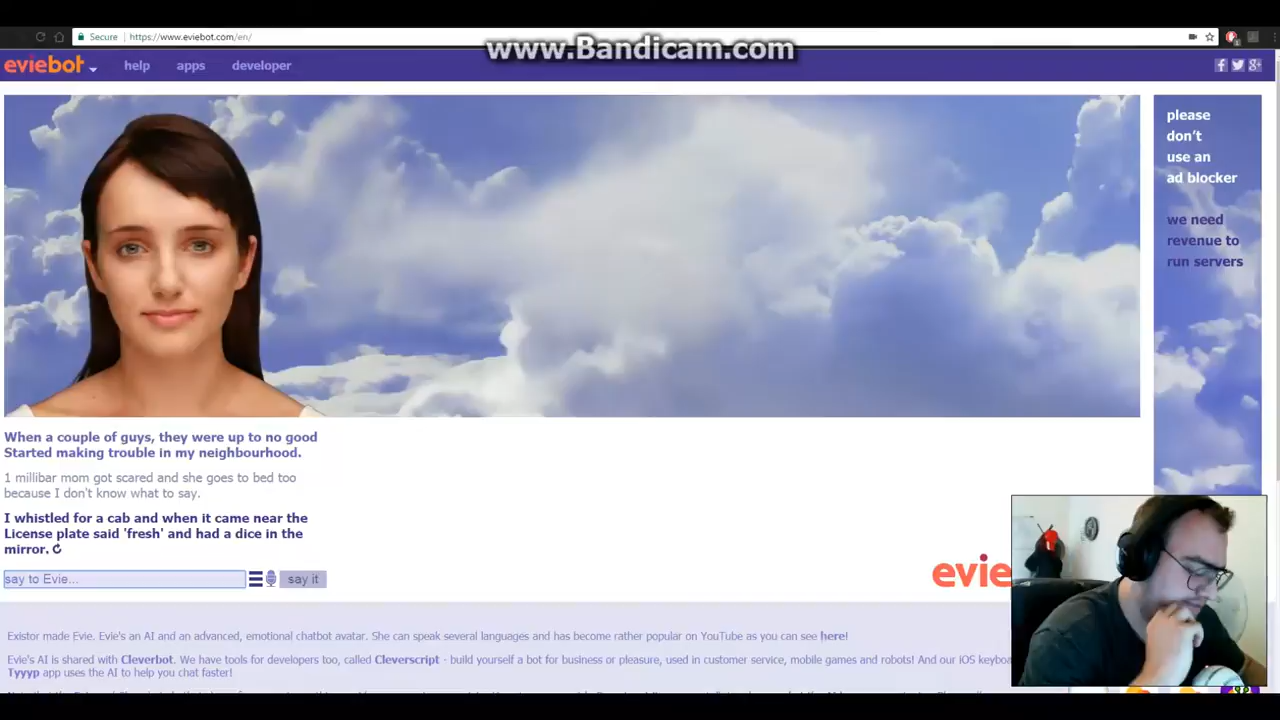 www.Bandicam.com
Secure | https://www.eviebot.com/en/
eviebot help apps developer
please
don't
use an
ad blocker
we need
revenue to
run servers
When a couple of guys, they were up to no good
Started making trouble in my neighbourhood.
1 millibar mom got scared and she goes to bed too
because I don't know what to say.
I whistled for a cab and when it came near the
License plate said 'fresh' and had a dice in the
mirror.
say to Evie... say it
evie
Existor made Evie. Evie's an AI and an advanced, emotional chatbot avatar. She can speak several languages and has become rather popular on YouTube as you can see here!
Evie's AI is shared with Cleverbot. We have tools for developers too, called Cleverscript - build yourself a bot for business or pleasure, used in customer service, mobile games and robots! And our iOS keyboa
Tyyyp app uses the AI to help you chat faster!